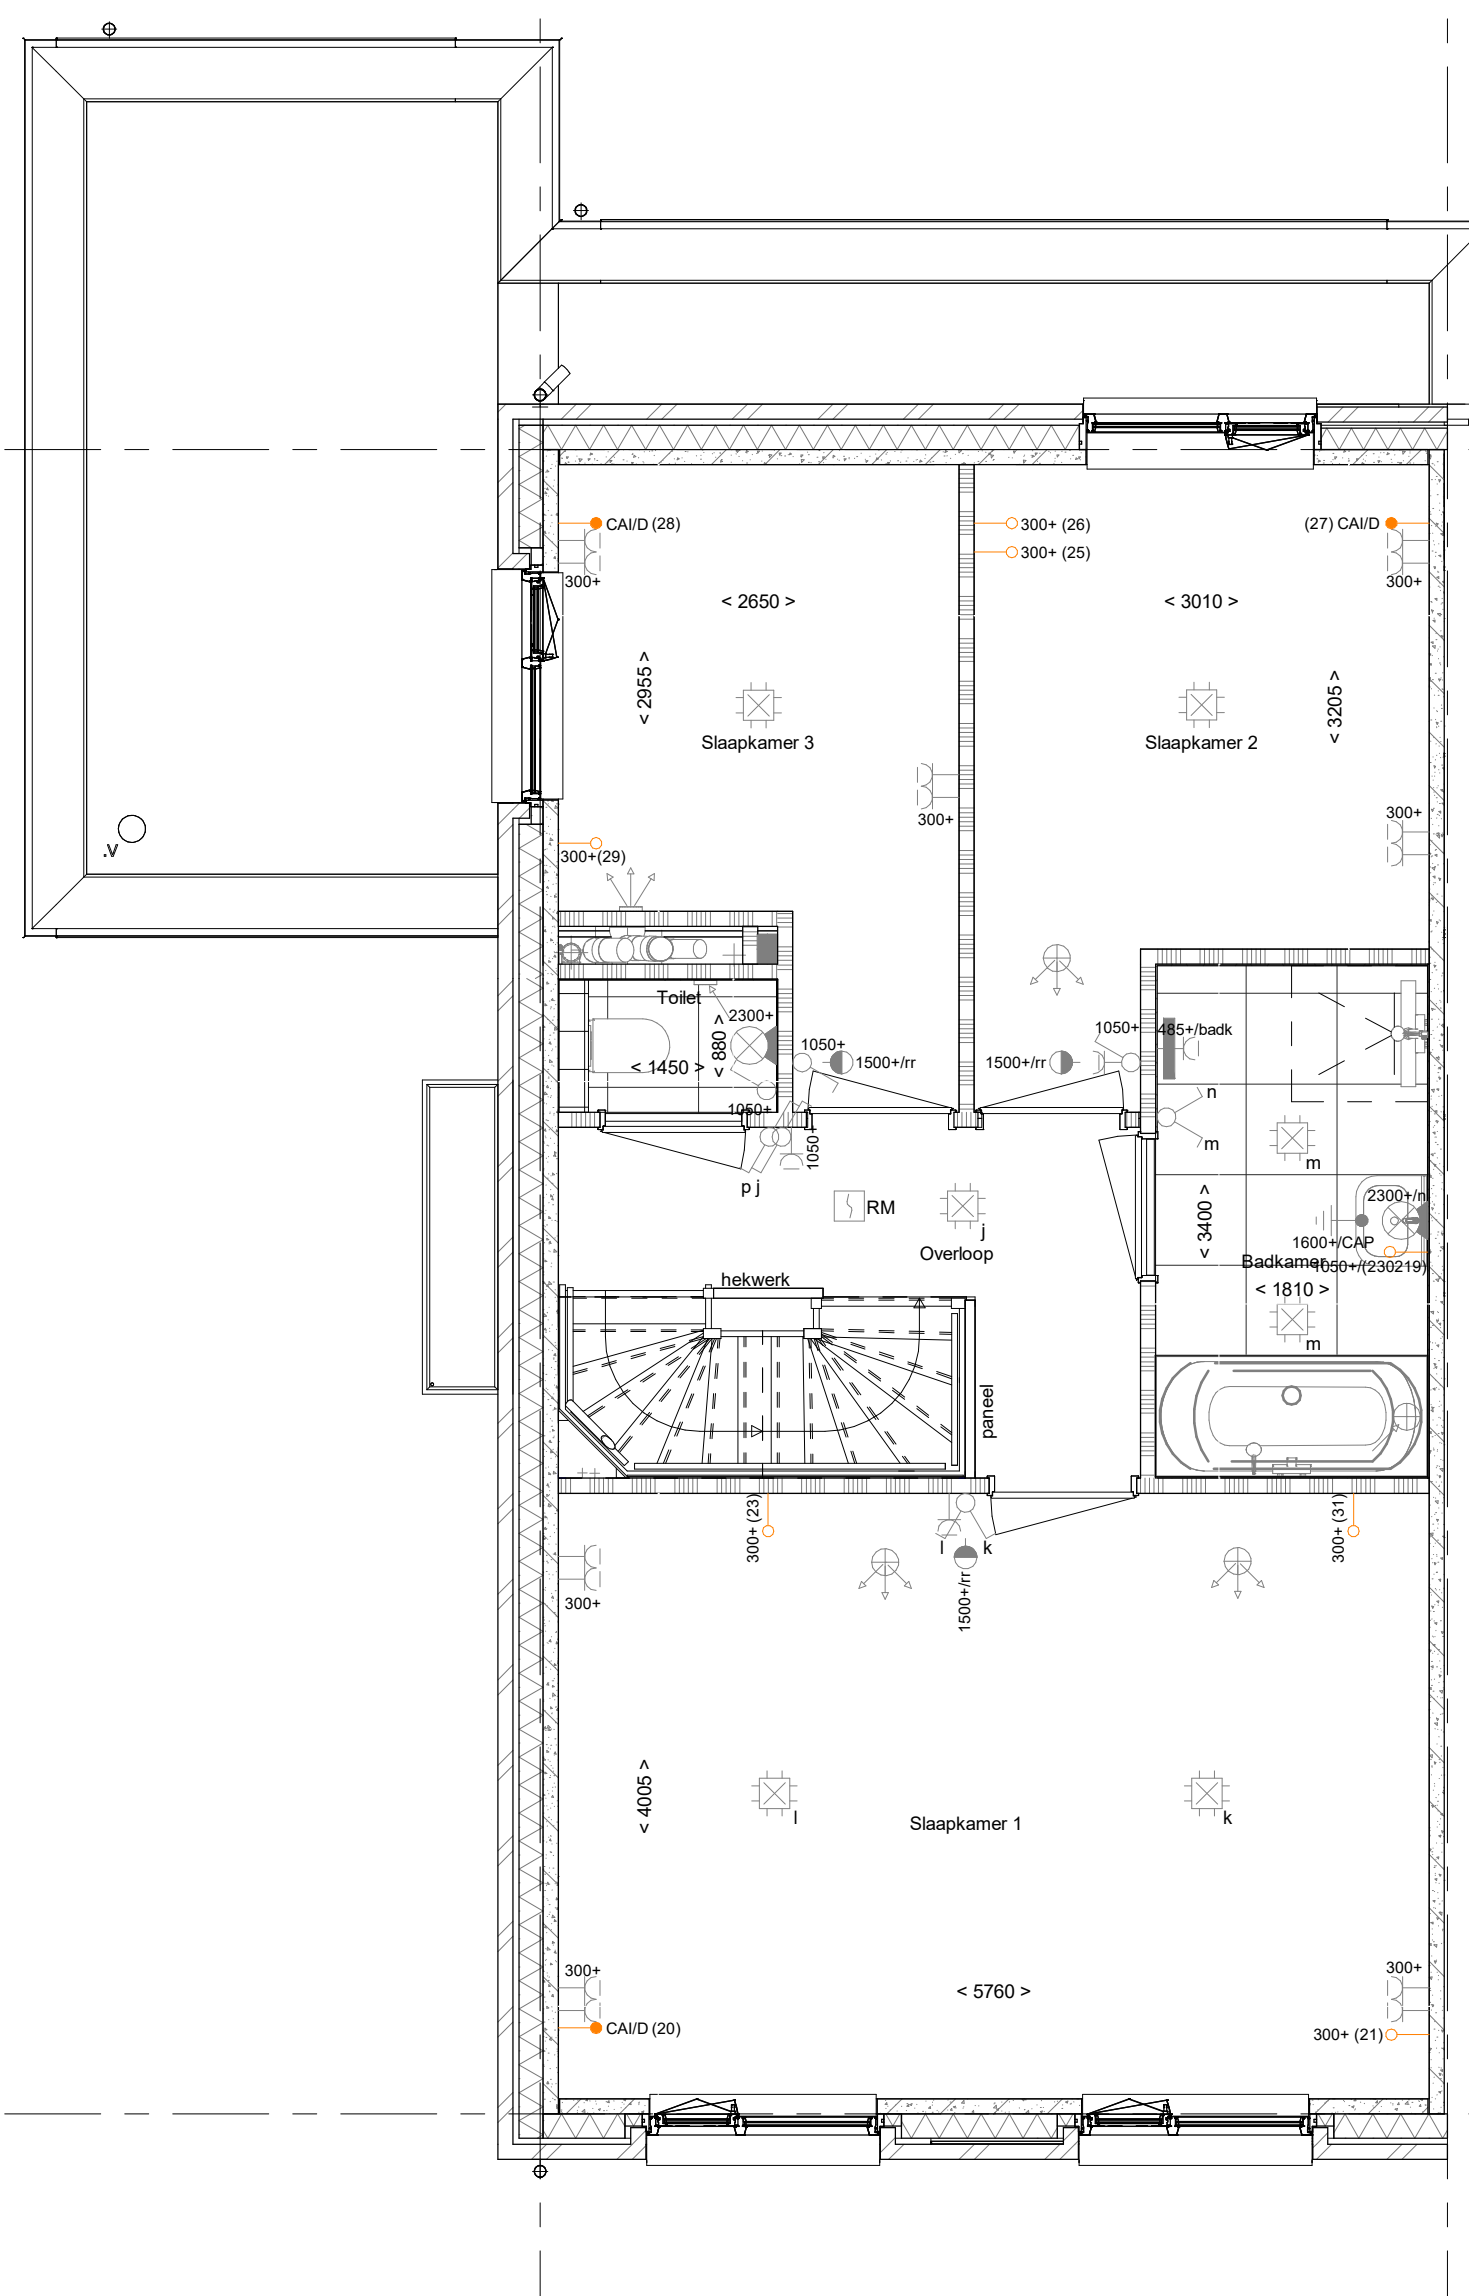 CAI/D (28)
300+ (26)
(27) CAI/D
300+ (25)
300+
300+
< 2650 >
< 3010 >
< 2955 >
< 3205 >
Slaapkamer 3
Slaapkamer 2
300+
300+
.V
300+(29)
Toilet
2300+
< 880 >
< 1450 >
1050+
1050+
1500+/rr
1500+/rr
1050+
485+/badk
1050+
n
m
m
p j
RM
j
Overloop
< 3400 >
2300+/n
1600+/CAP
Badkamer
1050+/(230219)
< 1810 >
m
hekwerk
paneel
300+ (23)
l
k
1500+/rr
300+ (31)
300+
< 4005 >
l
k
Slaapkamer 1
300+
300+
< 5760 >
CAI/D (20)
300+ (21)